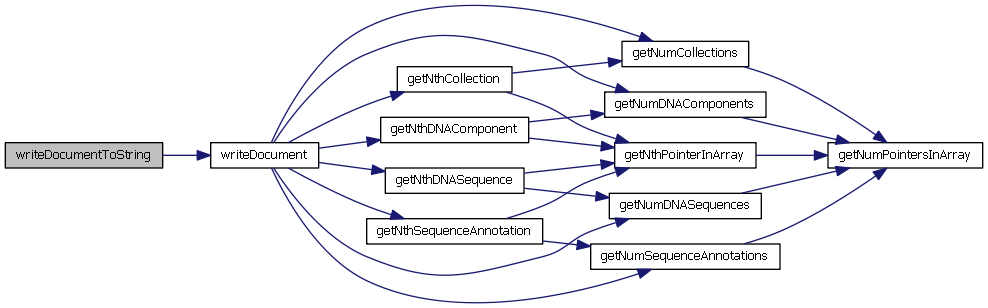 writeDocumentToString
writeDocument
getNthCollection
getNthDNAComponent
getNthDNASequence
getNthSequenceAnnotation
getNumCollections
getNumDNAComponents
getNthPointerInArray
getNumDNASequences
getNumSequenceAnnotations
getNumPointersInArray